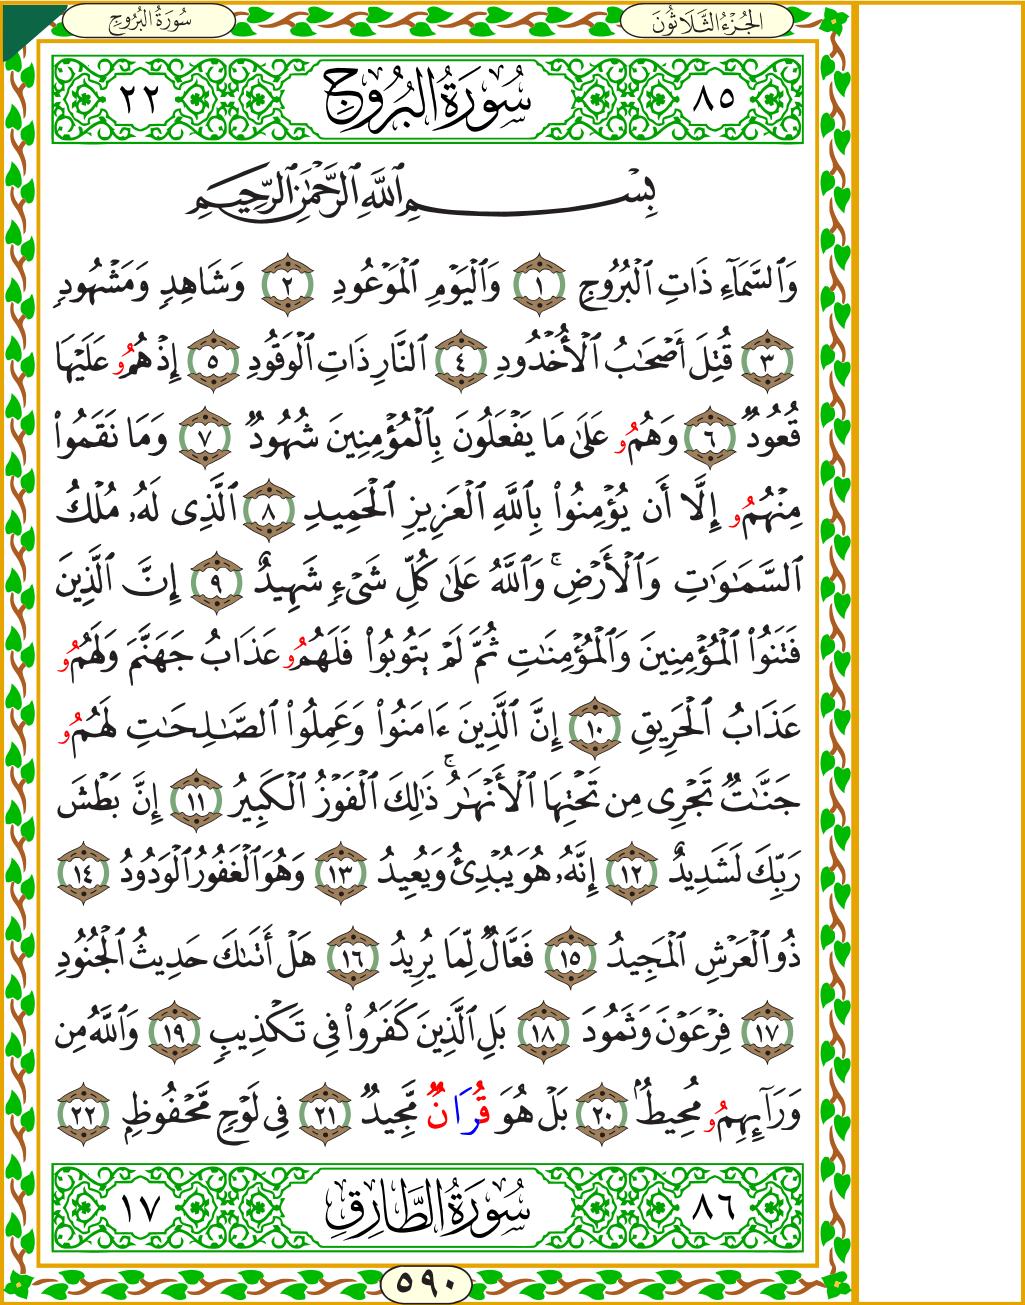 سُورَةُ البُرُوجِ
الجُزْءُ الثَّلَاثُونَ
٨٥ سُورَةُ البُرُوجِ ٢٢
بِسْمِ ٱللَّهِ ٱلرَّحْمَٰنِ ٱلرَّحِيمِ
وَٱلسَّمَآءِ ذَاتِ ٱلْبُرُوجِ ١ وَٱلْيَوْمِ ٱلْمَوْعُودِ ٢ وَشَاهِدٍ وَمَشْهُودٍ
٣ قُتِلَ أَصْحَٰبُ ٱلْأُخْدُودِ ٤ ٱلنَّارِ ذَاتِ ٱلْوَقُودِ ٥ إِذْ هُمُو عَلَيْهَا
قُعُودٌ ٦ وَهُمُو عَلَىٰ مَا يَفْعَلُونَ بِٱلْمُؤْمِنِينَ شُهُودٌ ٧ وَمَا نَقَمُوا۟
مِنْهُمُو إِلَّا أَن يُؤْمِنُوا۟ بِٱللَّهِ ٱلْعَزِيزِ ٱلْحَمِيدِ ٨ ٱلَّذِى لَهُۥ مُلْكُ
ٱلسَّمَٰوَٰتِ وَٱلْأَرْضِ ۚ وَٱللَّهُ عَلَىٰ كُلِّ شَىْءٍ شَهِيدٌ ٩ إِنَّ ٱلَّذِينَ
فَتَنُوا۟ ٱلْمُؤْمِنِينَ وَٱلْمُؤْمِنَٰتِ ثُمَّ لَمْ يَتُوبُوا۟ فَلَهُمُو عَذَابُ جَهَنَّمَ وَلَهُمُو
عَذَابُ ٱلْحَرِيقِ ١٠ إِنَّ ٱلَّذِينَ ءَامَنُوا۟ وَعَمِلُوا۟ ٱلصَّٰلِحَٰتِ لَهُمُو
جَنَّٰتٌ تَجْرِى مِن تَحْتِهَا ٱلْأَنْهَٰرُ ۚ ذَٰلِكَ ٱلْفَوْزُ ٱلْكَبِيرُ ١١ إِنَّ بَطْشَ
رَبِّكَ لَشَدِيدٌ ١٢ إِنَّهُۥ هُوَ يُبْدِئُ وَيُعِيدُ ١٣ وَهُوَ ٱلْغَفُورُ ٱلْوَدُودُ ١٤
ذُو ٱلْعَرْشِ ٱلْمَجِيدُ ١٥ فَعَّالٌ لِّمَا يُرِيدُ ١٦ هَلْ أَتَىٰكَ حَدِيثُ ٱلْجُنُودِ
١٧ فِرْعَوْنَ وَثَمُودَ ١٨ بَلِ ٱلَّذِينَ كَفَرُوا۟ فِى تَكْذِيبٍ ١٩ وَٱللَّهُ مِن
وَرَآئِهِمُو مُحِيطٌۢ ٢٠ بَلْ هُوَ قُرَانٌ مَّجِيدٌ ٢١ فِى لَوْحٍ مَّحْفُوظٍ ٢٢
٨٦ سُورَةُ الطَّارِقِ ١٧
٥٩٠